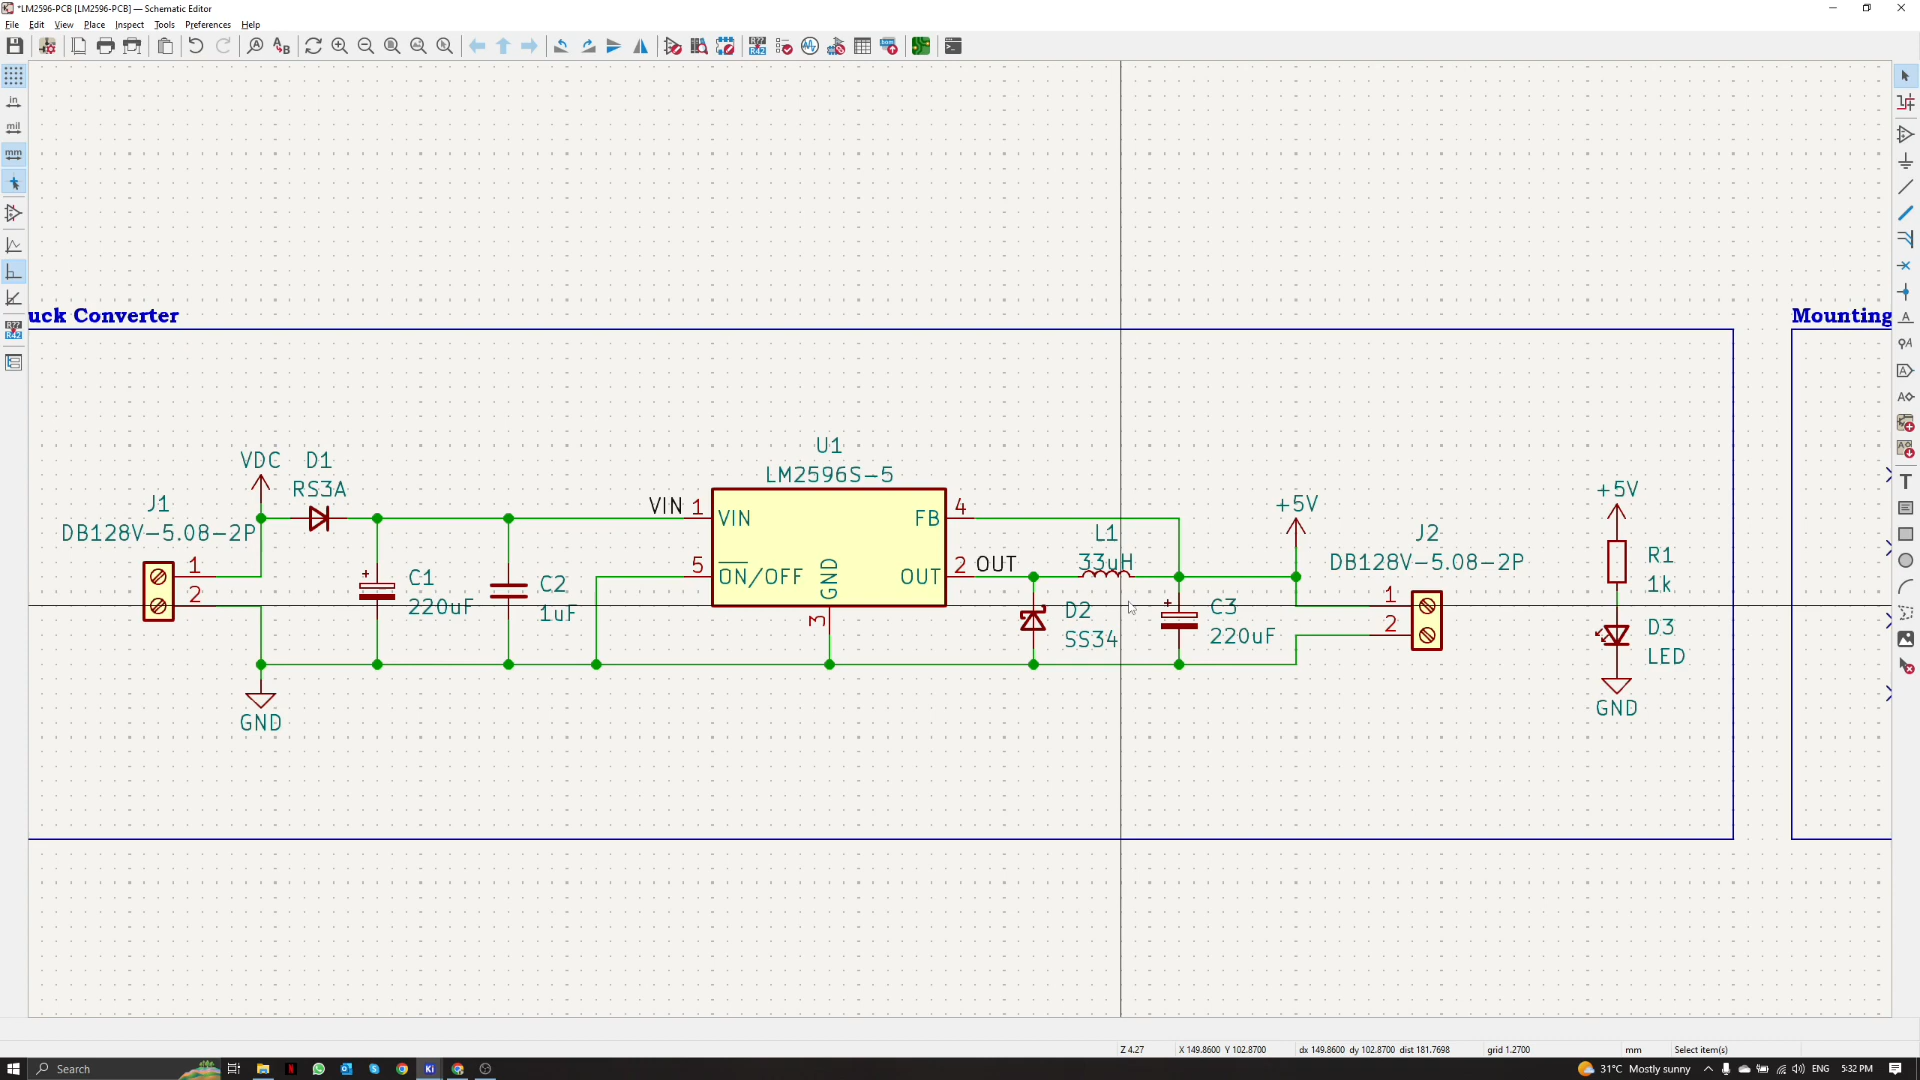 *LM2596-PCB [LM2596-PCB] — Schematic Editor
File Edit View Place Inspect Tools Preferences Help
in
mil
mm
uck Converter
Mounting
U1
LM2596S-5
VDC
D1
RS3A
J1
DB128V-5.08-2P
1
2
C1
220uF
C2
1uF
GND
VIN
1
VIN
5
ON/OFF
GND
3
FB
4
OUT
2
OUT
L1
33uH
D2
SS34
C3
220uF
+5V
J2
DB128V-5.08-2P
1
2
+5V
R1
1k
D3
LED
GND
Z 4.27
X 149.8600 Y 102.8700
dx 149.8600 dy 102.8700 dist 181.7698
grid 1.2700
mm
Select item(s)
Search
31°C Mostly sunny
ENG
5:32 PM